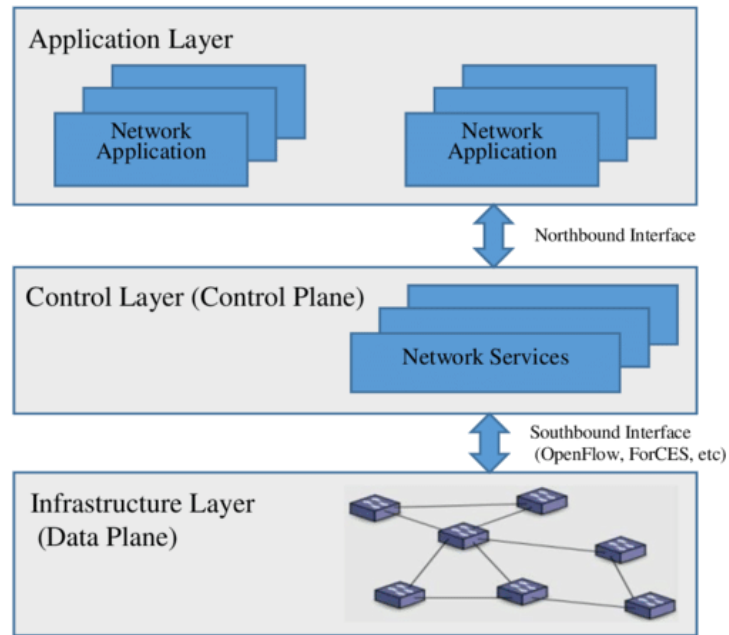 Application Layer
Network
Application
Network
Application
Northbound Interface
Control Layer (Control Plane)
Network Services
Southbound Interface
(OpenFlow, ForCES, etc)
Infrastructure Layer
(Data Plane)